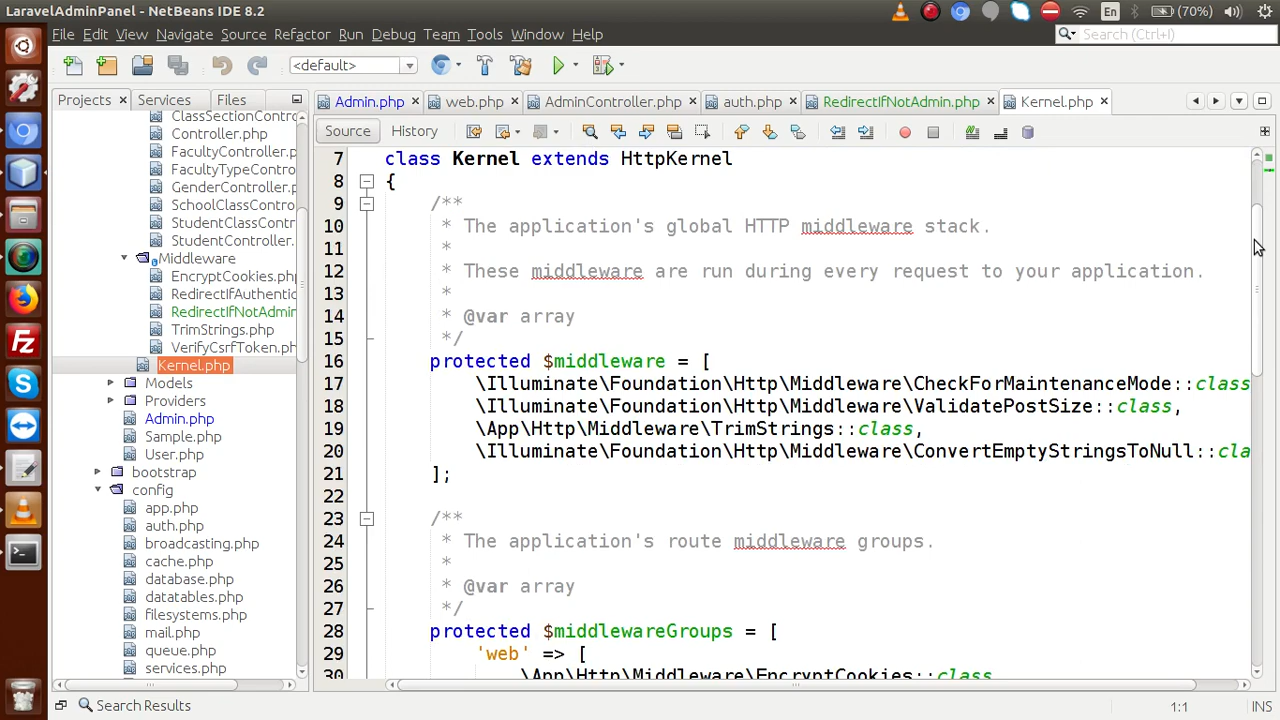 LaravelAdminPanel - NetBeans IDE 8.2
En
(70%)
File Edit View Navigate Source Refactor Run Debug Team Tools Window Help
Search (Ctrl+I)
<default>
Projects
Services
Files
Admin.php
web.php
AdminController.php
auth.php
RedirectIfNotAdmin.php
Kernel.php
Source
History
ClassSectionContro
Controller.php
FacultyController.p
FacultyTypeContro
GenderController.p
SchoolClassContro
StudentClassContr
StudentController.
Middleware
EncryptCookies.php
RedirectIfAuthentic
RedirectIfNotAdmin
TrimStrings.php
VerifyCsrfToken.ph
Kernel.php
Models
Providers
Admin.php
Sample.php
User.php
bootstrap
config
app.php
auth.php
broadcasting.php
cache.php
database.php
datatables.php
filesystems.php
mail.php
queue.php
services.php
7 class Kernel extends HttpKernel
8 {
9 /**
10 * The application's global HTTP middleware stack.
11 *
12 * These middleware are run during every request to your application.
13 *
14 * @var array
15 */
16 protected $middleware = [
17 \Illuminate\Foundation\Http\Middleware\CheckForMaintenanceMode::class
18 \Illuminate\Foundation\Http\Middleware\ValidatePostSize::class,
19 \App\Http\Middleware\TrimStrings::class,
20 \Illuminate\Foundation\Http\Middleware\ConvertEmptyStringsToNull::cla
21 ];
22
23 /**
24 * The application's route middleware groups.
25 *
26 * @var array
27 */
28 protected $middlewareGroups = [
29 'web' => [
30 \App\Http\Middleware\EncryptCookies::class
Search Results
1:1
INS